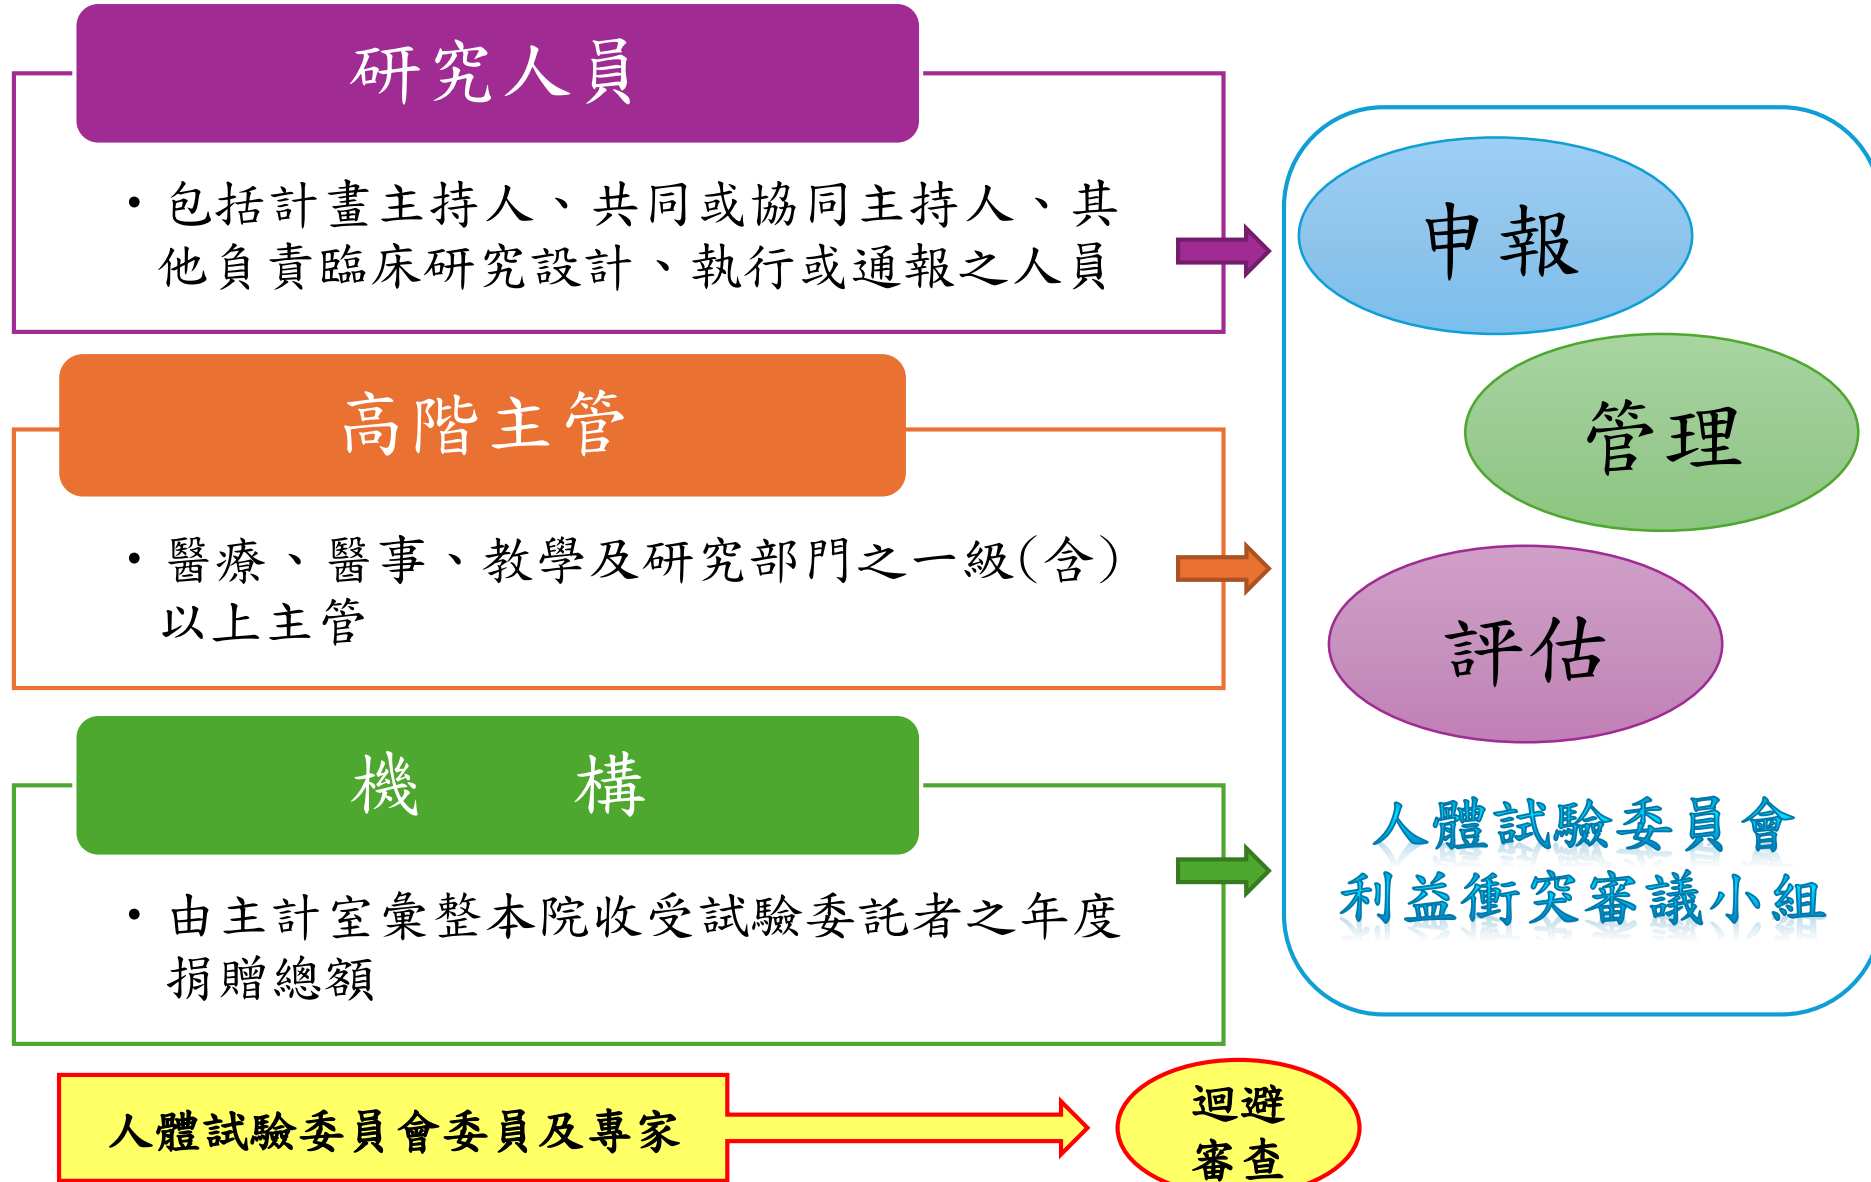 研究人員
• 包括計畫主持人、共同或協同主持人、其
他負責臨床研究設計、執行或通報之人員
高階主管
• 醫療、醫事、教學及研究部門之一級(含)
以上主管
機　　構
• 由主計室彙整本院收受試驗委託者之年度
捐贈總額
申報
管理
評估
人體試驗委員會
利益衝突審議小組
人體試驗委員會委員及專家
迴避
審查